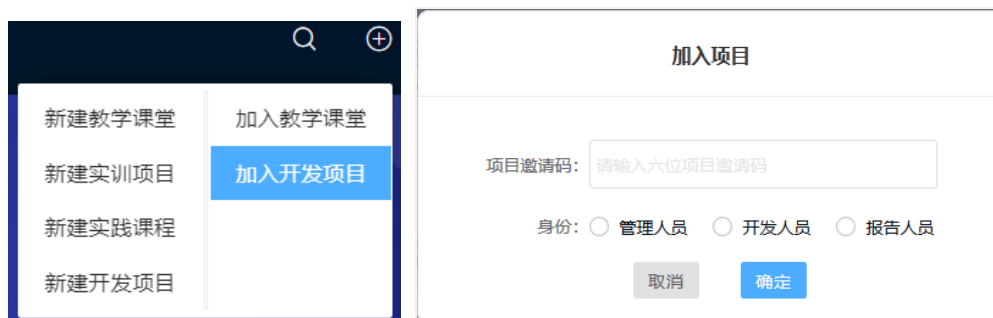 新建教学课堂
新建实训项目
新建实践课程
新建开发项目
加入教学课堂
加入开发项目
加入项目
项目邀请码：
请输入六位项目邀请码
身份： 管理人员 开发人员 报告人员
取消 确定